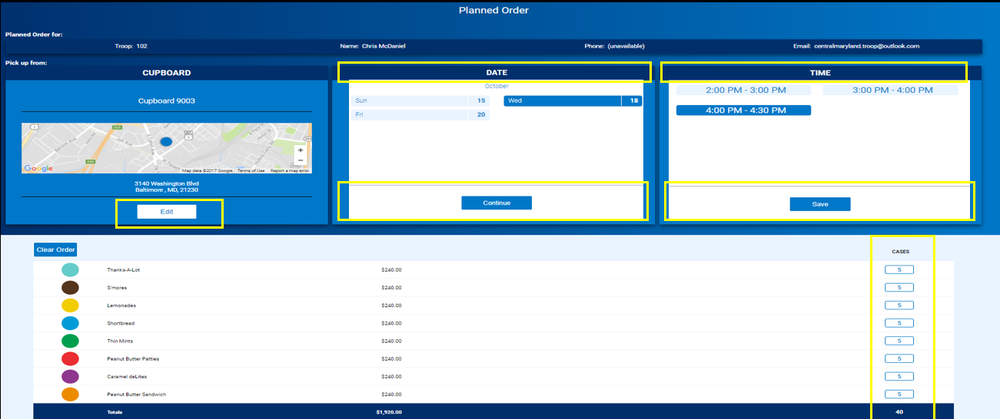 Planned Order
Planned Order for:
Troop: 102 Name: Chris McDaniel Phone: (unavailable) Email: centralmaryland.troop@outlook.com
Pick up from:
CUPBOARD
Cupboard 9003
Google
Map data ©2017 Google Terms of Use Report a map error
3140 Washington Blvd
Baltimore , MD, 21230
Edit
DATE
October
Sun 15 Wed 18
Fri 20
Continue
TIME
2:00 PM - 3:00 PM 3:00 PM - 4:00 PM
4:00 PM - 4:30 PM
Save
Clear Order
CASES
Thanks-A-Lot $240.00 5
S'mores $240.00 5
Lemonades $240.00 5
Shortbread $240.00 5
Thin Mints $240.00 5
Peanut Butter Patties $240.00 5
Caramel deLites $240.00 5
Peanut Butter Sandwich $240.00 5
Totals $1,920.00 40